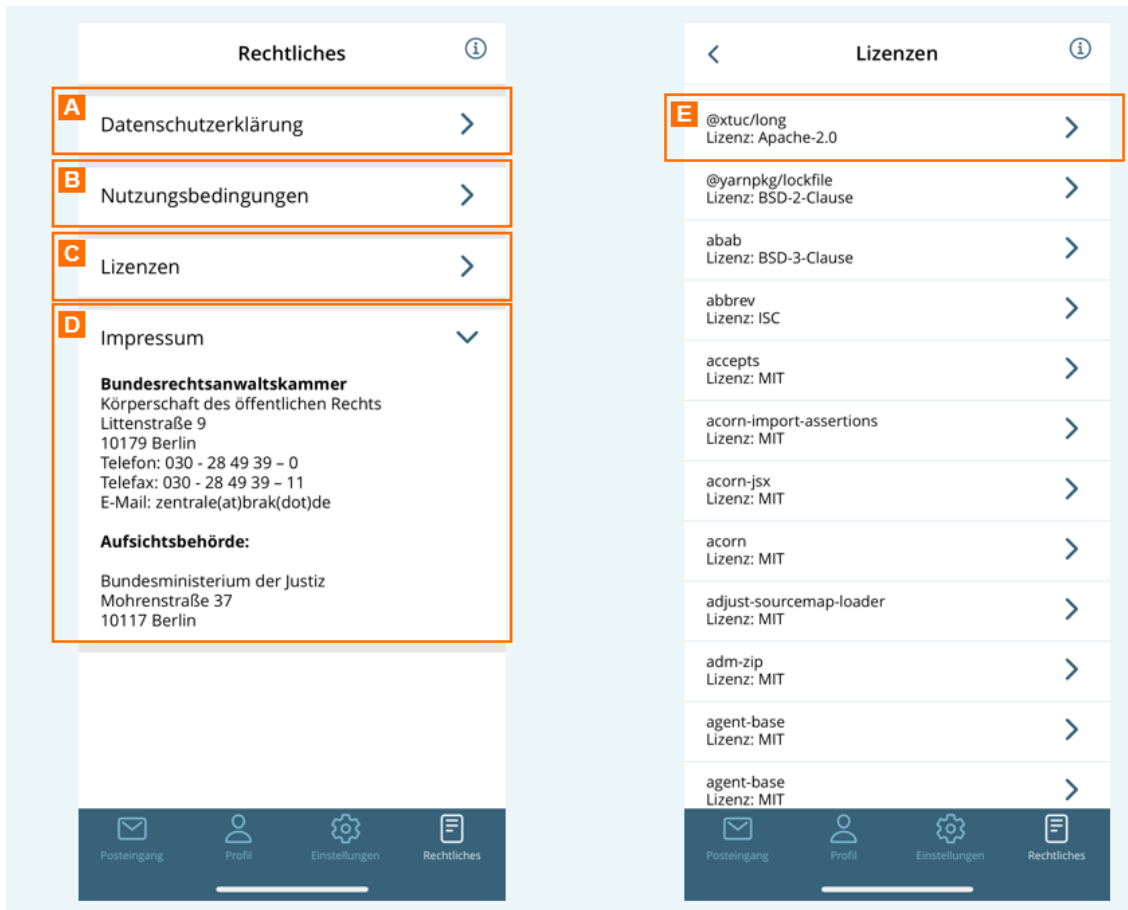 Rechtliches
A
Datenschutzerklärung
B
Nutzungsbedingungen
C
Lizenzen
D
Impressum
Bundesrechtsanwaltskammer
Körperschaft des öffentlichen Rechts
Littenstraße 9
10179 Berlin
Telefon: 030 - 28 49 39 – 0
Telefax: 030 - 28 49 39 – 11
E-Mail: zentrale(at)brak(dot)de
Aufsichtsbehörde:
Bundesministerium der Justiz
Mohrenstraße 37
10117 Berlin
Posteingang
Profil
Einstellungen
Rechtliches
Lizenzen
E
@xtuc/long
Lizenz: Apache-2.0
@yarnpkg/lockfile
Lizenz: BSD-2-Clause
abab
Lizenz: BSD-3-Clause
abbrev
Lizenz: ISC
accepts
Lizenz: MIT
acorn-import-assertions
Lizenz: MIT
acorn-jsx
Lizenz: MIT
acorn
Lizenz: MIT
adjust-sourcemap-loader
Lizenz: MIT
adm-zip
Lizenz: MIT
agent-base
Lizenz: MIT
agent-base
Lizenz: MIT
Posteingang
Profil
Einstellungen
Rechtliches